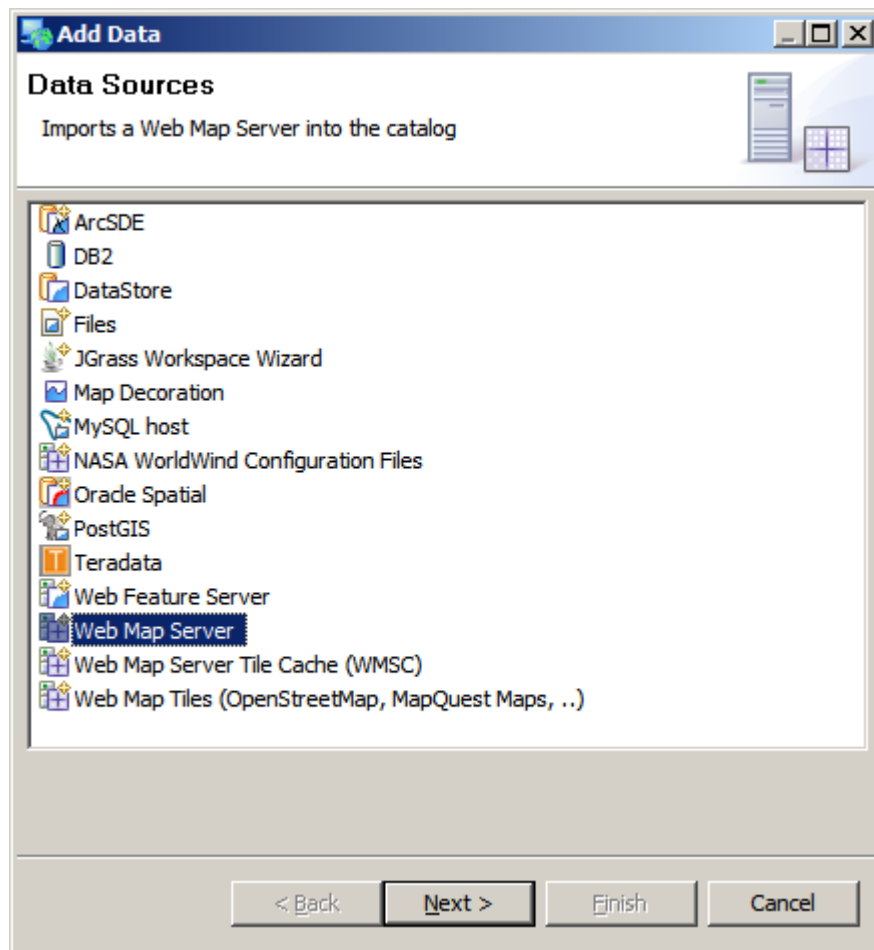 Add Data
Data Sources
Imports a Web Map Server into the catalog
ArcSDE
DB2
DataStore
Files
JGrass Workspace Wizard
Map Decoration
MySQL host
NASA WorldWind Configuration Files
Oracle Spatial
PostGIS
T Teradata
Web Feature Server
Web Map Server
Web Map Server Tile Cache (WMSC)
Web Map Tiles (OpenStreetMap, MapQuest Maps, ..)
< Back Next > Finish Cancel